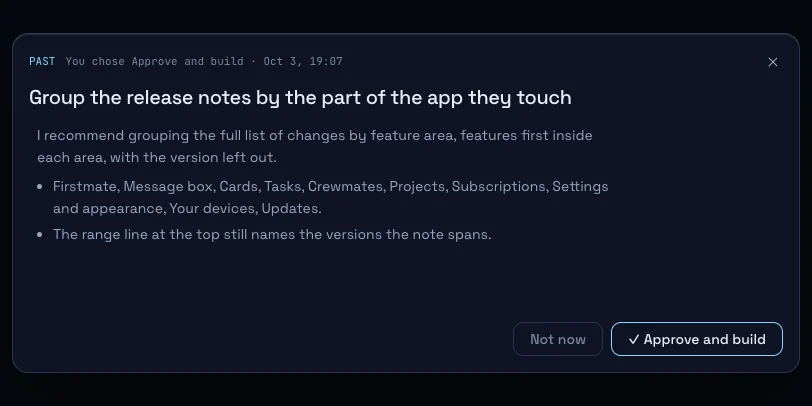 PAST You chose Approve and build · Oct 3, 19:07
Group the release notes by the part of the app they touch
I recommend grouping the full list of changes by feature area, features first inside
each area, with the version left out.
• Firstmate, Message box, Cards, Tasks, Crewmates, Projects, Subscriptions, Settings
and appearance, Your devices, Updates.
• The range line at the top still names the versions the note spans.
Not now
✓ Approve and build